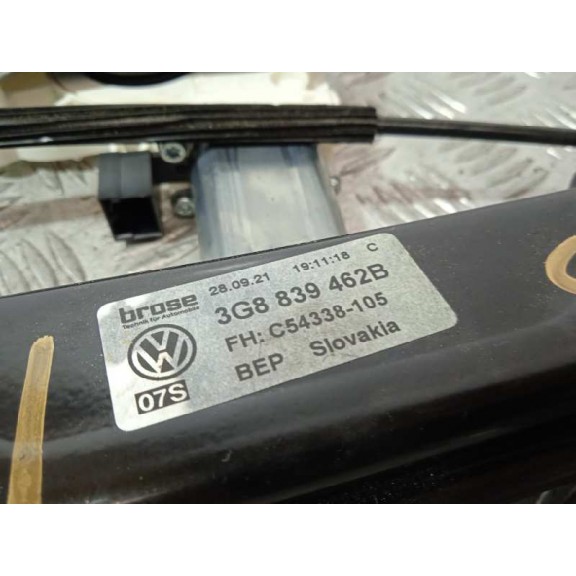 brose 28.09.21 19:11:18 C
Technik für Automobile
3G8 839 462B
FH: C54338-105
BEP Slovakia
07S